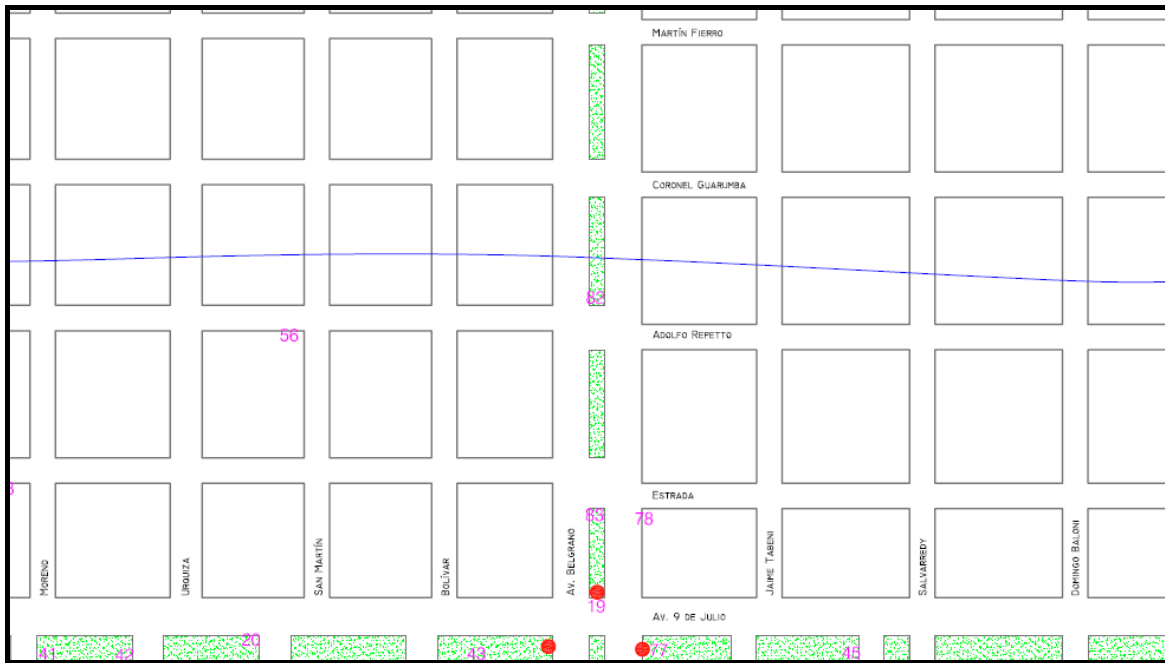 MARTÍN FIERRO
CORONEL GUARUMBA
82
56
ADOLFO REPETTO
ESTRADA
83
78
MORENO
URQUIZA
SAN MARTÍN
BOLÍVAR
AV. BELGRANO
JAIME TABENI
SALVARREDY
DOMINGO BALONI
19
AV. 9 DE JULIO
20
41
42
43
77
45